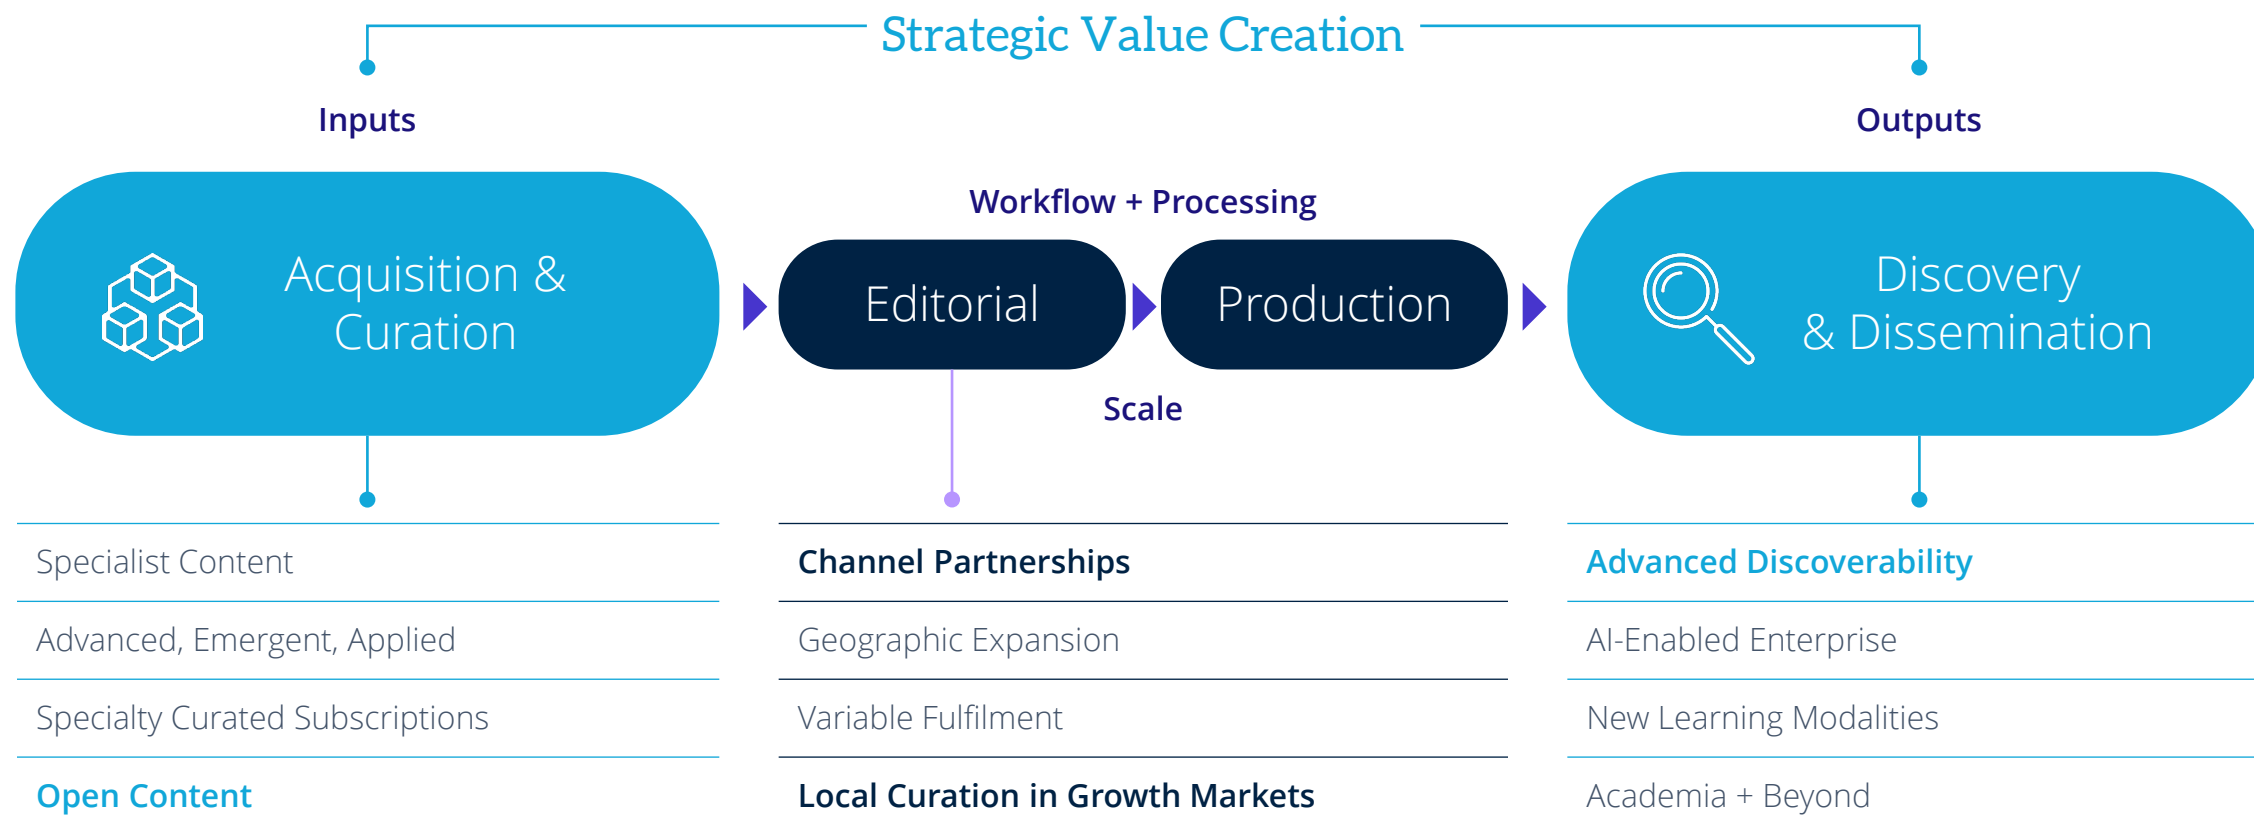 Strategic Value Creation
Inputs
Outputs
Workflow + Processing
Acquisition &
Curation
Editorial
Production
Discovery
& Dissemination
Scale
Specialist Content
Advanced, Emergent, Applied
Specialty Curated Subscriptions
Open Content
Channel Partnerships
Geographic Expansion
Variable Fulfilment
Local Curation in Growth Markets
Advanced Discoverability
AI-Enabled Enterprise
New Learning Modalities
Academia + Beyond